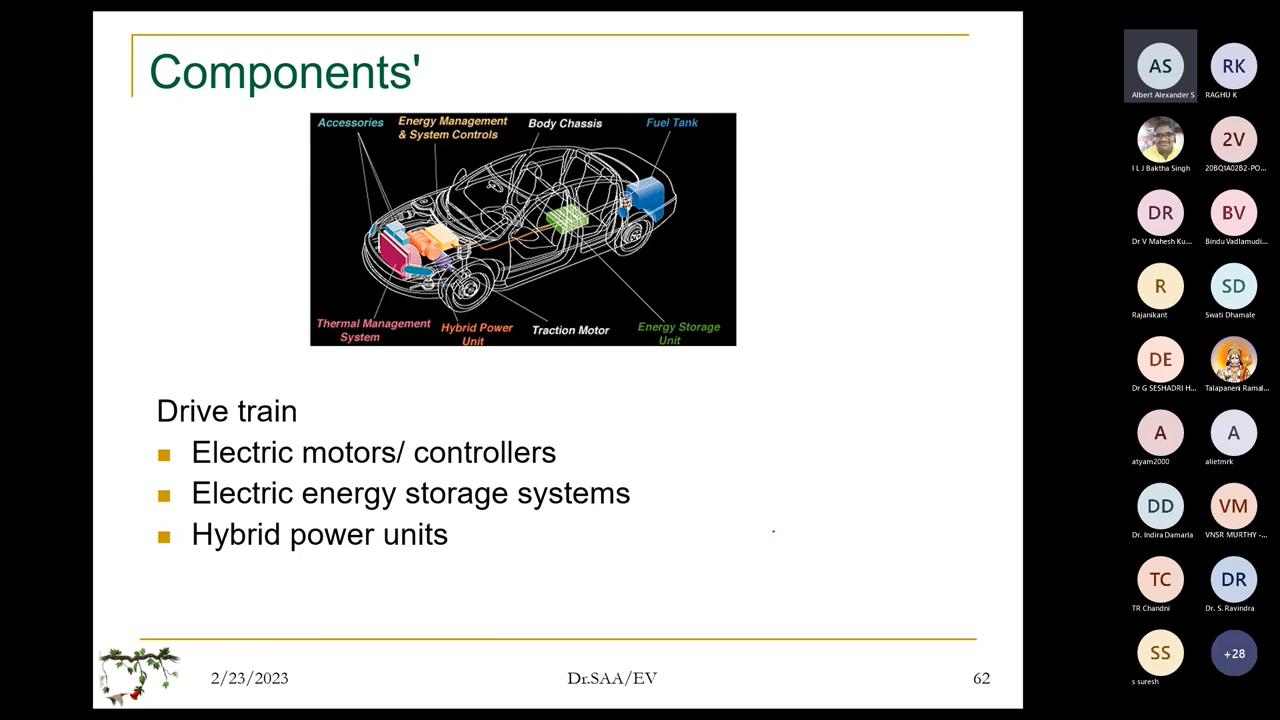 Components'
Accessories
Energy Management
& System Controls
Body Chassis
Fuel Tank
Thermal Management
System
Hybrid Power
Unit
Traction Motor
Energy Storage
Unit
Drive train
Electric motors/ controllers
Electric energy storage systems
Hybrid power units
2/23/2023
Dr.SAA/EV
62
AS
Albert Alexander S
RK
RAGHU K
I L J Baktha Singh
2V
20BQ1A02B2-PO...
DR
Dr V Mahesh Ku...
BV
Bindu Vadlamudi...
R
Rajanikant
SD
Swati Dhamale
DE
Dr G SESHADRI H...
Talapaneni Ramal...
A
atyam2000
A
alietmrk
DD
Dr. Indira Damarla
VM
VNSR MURTHY -...
TC
TR Chandni
DR
Dr. S. Ravindra
SS
s suresh
+28